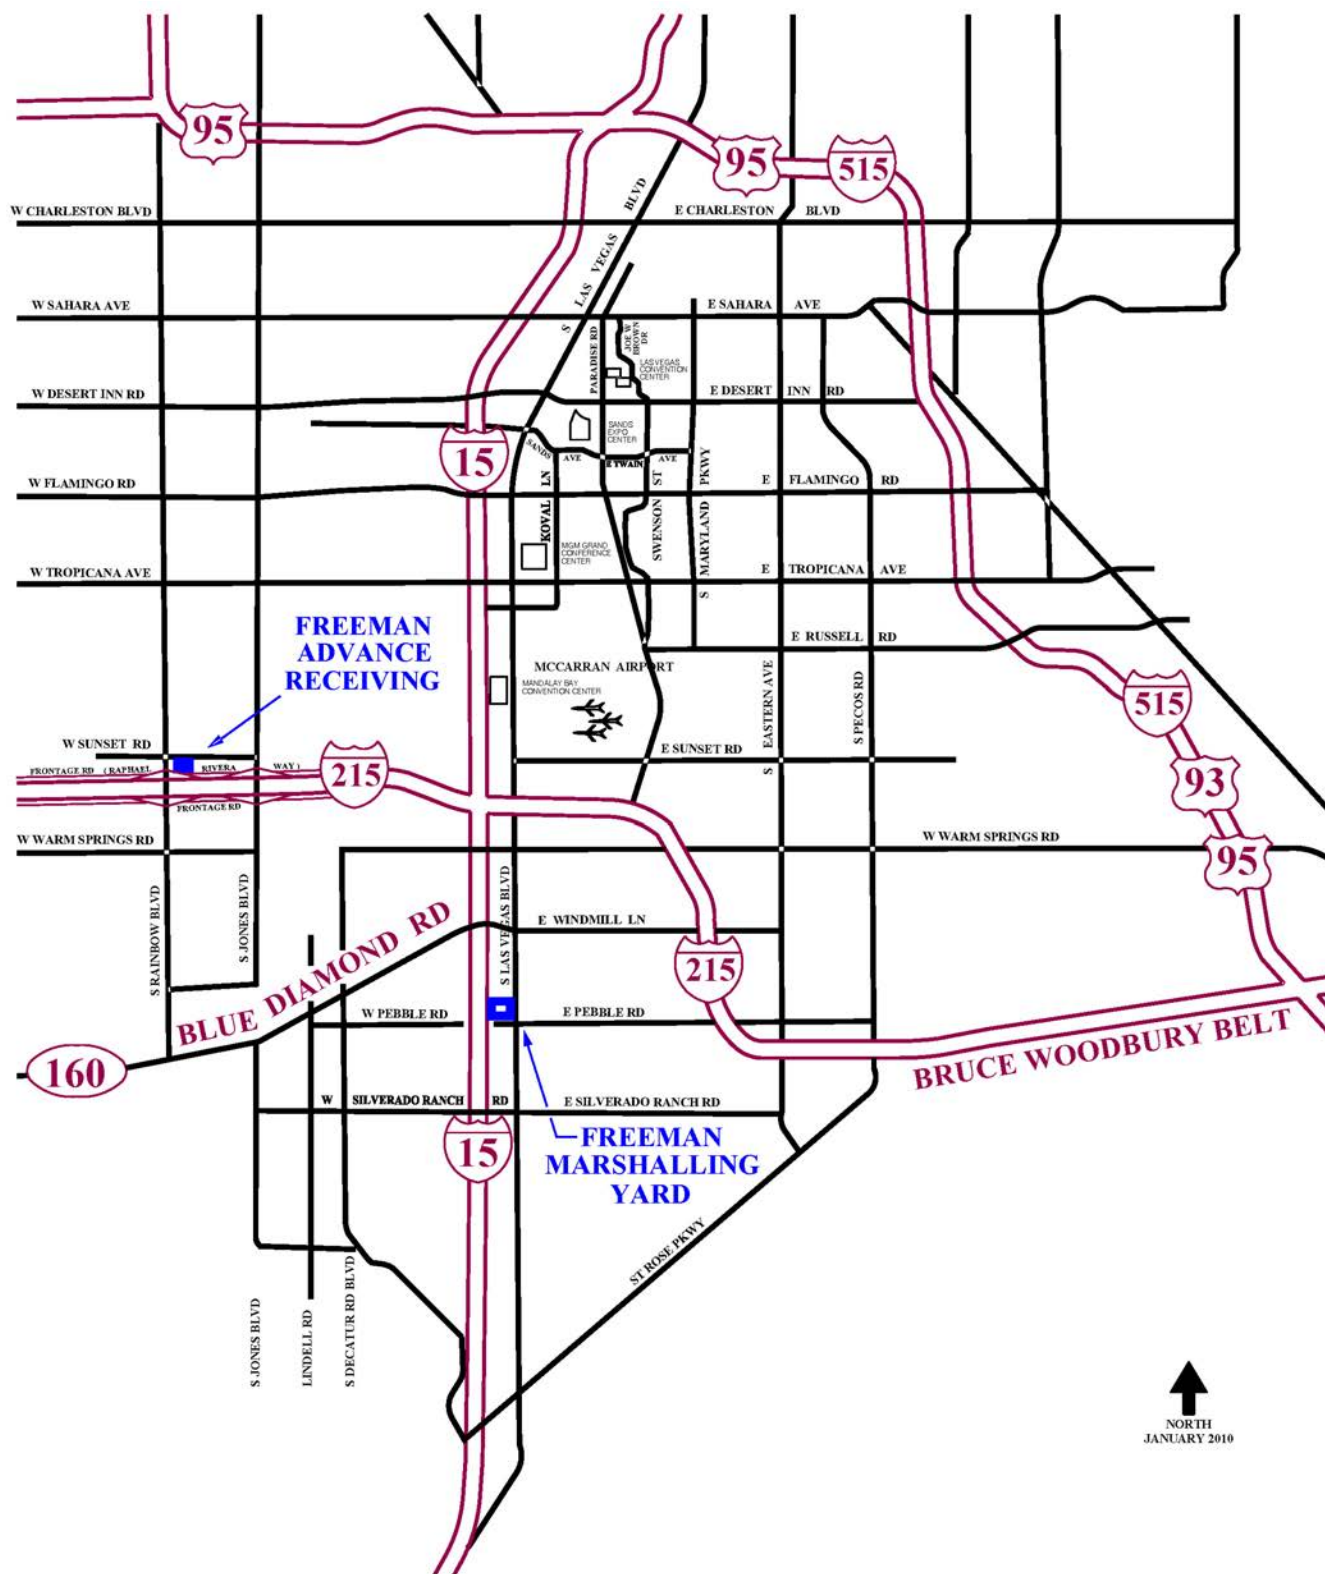 95
95
515
W CHARLESTON BLVD
E CHARLESTON BLVD
S LAS VEGAS BLVD
W SAHARA AVE
E SAHARA AVE
PARADISE RD
JOE W
BROWN
DR
LAS VEGAS
CONVENTION
CENTER
W DESERT INN RD
E DESERT INN RD
SANDS
EXPO
CENTER
15
SANDS AVE
E TWAIN AVE
W FLAMINGO RD
KOVAL LN
SWENSON ST
S MARYLAND PKWY
E FLAMINGO RD
MGM GRAND
CONFERENCE
CENTER
W TROPICANA AVE
E TROPICANA AVE
FREEMAN
ADVANCE
RECEIVING
E RUSSELL RD
MCCARRAN AIRPORT
MANDALAY BAY
CONVENTION CENTER
S EASTERN AVE
S PECOS RD
515
W SUNSET RD
E SUNSET RD
FRONTAGE RD (RAPHAEL RIVERA WAY)
215
93
FRONTAGE RD
W WARM SPRINGS RD
W WARM SPRINGS RD
95
S RAINBOW BLVD
S JONES BLVD
S LAS VEGAS BLVD
E WINDMILL LN
BLUE DIAMOND RD
215
W PEBBLE RD
E PEBBLE RD
160
BRUCE WOODBURY BELT
W SILVERADO RANCH RD
E SILVERADO RANCH RD
15
FREEMAN
MARSHALLING
YARD
ST ROSE PKWY
S JONES BLVD
LINDELL RD
S DECATUR RD BLVD
NORTH
JANUARY 2010